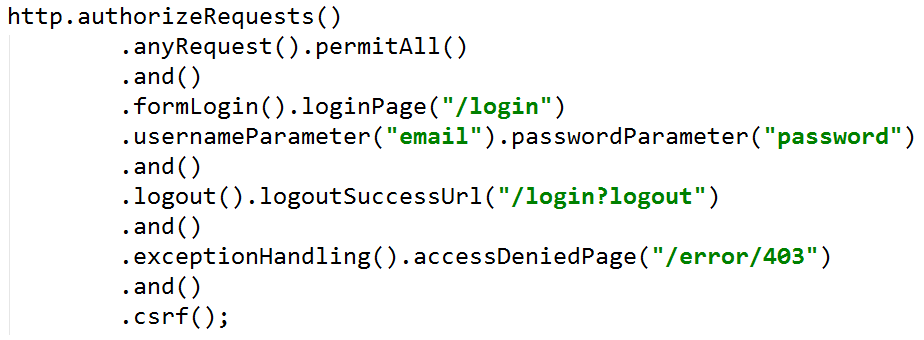 http.authorizeRequests()
.anyRequest().permitAll()
.and()
.formLogin().loginPage("/login")
.usernameParameter("email").passwordParameter("password")
.and()
.logout().logoutSuccessUrl("/login?logout")
.and()
.exceptionHandling().accessDeniedPage("/error/403")
.and()
.csrf();